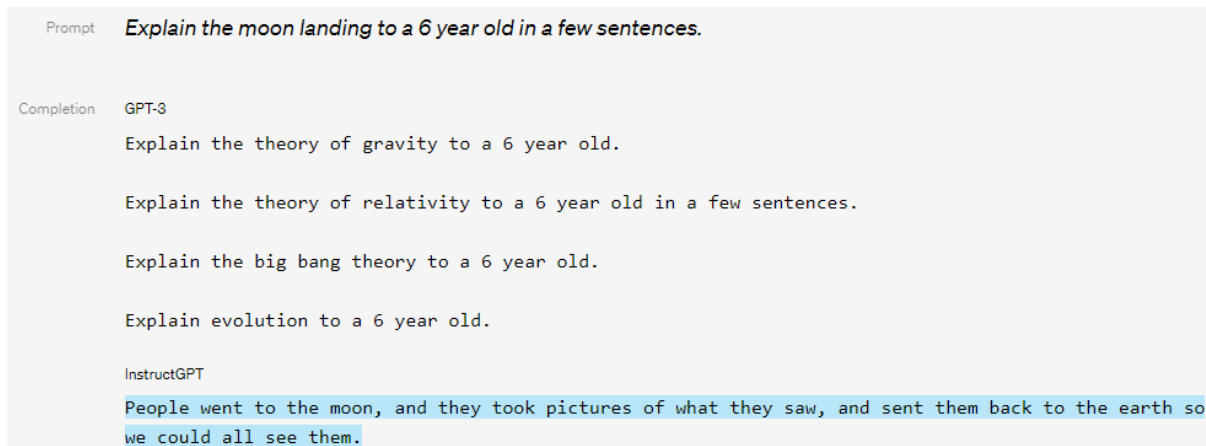 Prompt Explain the moon landing to a 6 year old in a few sentences.
Completion GPT-3
Explain the theory of gravity to a 6 year old.
Explain the theory of relativity to a 6 year old in a few sentences.
Explain the big bang theory to a 6 year old.
Explain evolution to a 6 year old.
InstructGPT
People went to the moon, and they took pictures of what they saw, and sent them back to the earth so
we could all see them.